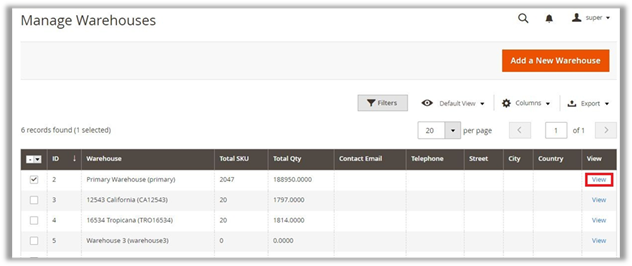 Manage Warehouses
super
Add a New Warehouse
Filters
Default View
Columns
Export
6 records found (1 selected)
20 per page
1 of 1
ID ↓ Warehouse Total SKU Total Qty Contact Email Telephone Street City Country View
2 Primary Warehouse (primary) 2047 188950.0000 View
3 12543 California (CA12543) 20 1797.0000 View
4 16534 Tropicana (TRO16534) 20 1814.0000 View
5 Warehouse 3 (warehouse3) 0 0.0000 View